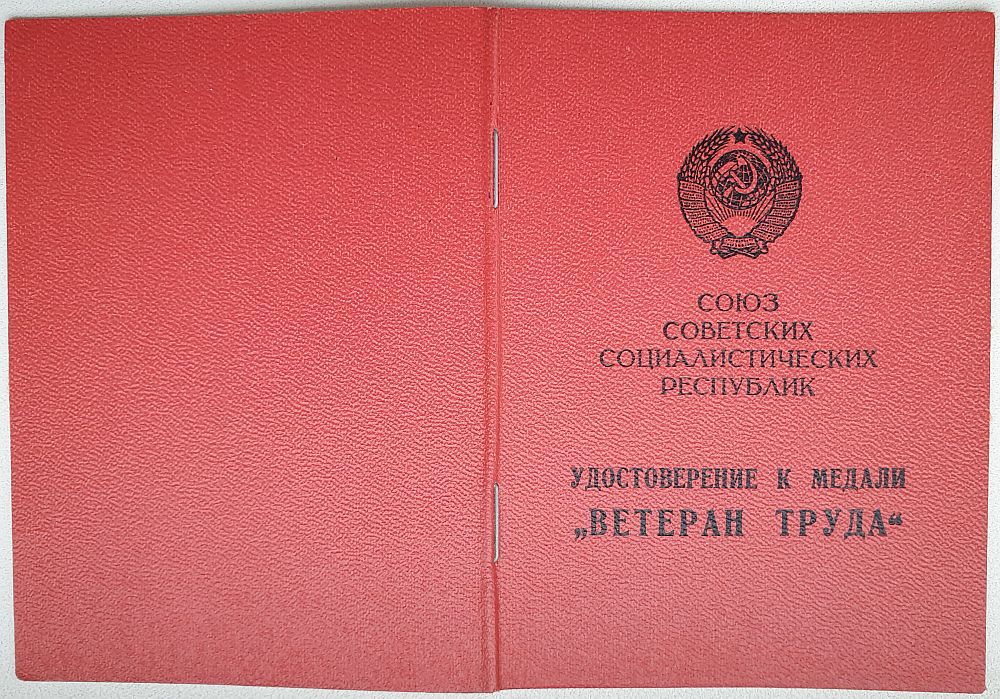 СОЮЗ
СОВЕТСКИХ
СОЦИАЛИСТИЧЕСКИХ
РЕСПУБЛИК
УДОСТОВЕРЕНИЕ К МЕДАЛИ
„ВЕТЕРАН ТРУДА“